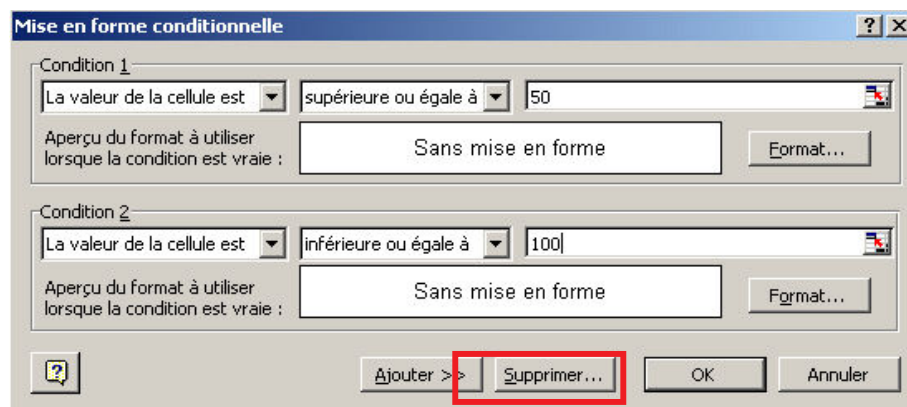 Mise en forme conditionnelle
Condition 1
La valeur de la cellule est supérieure ou égale à 50
Aperçu du format à utiliser
lorsque la condition est vraie :
Sans mise en forme
Format...
Condition 2
La valeur de la cellule est inférieure ou égale à 100
Aperçu du format à utiliser
lorsque la condition est vraie :
Sans mise en forme
Format...
Ajouter >> Supprimer... OK Annuler